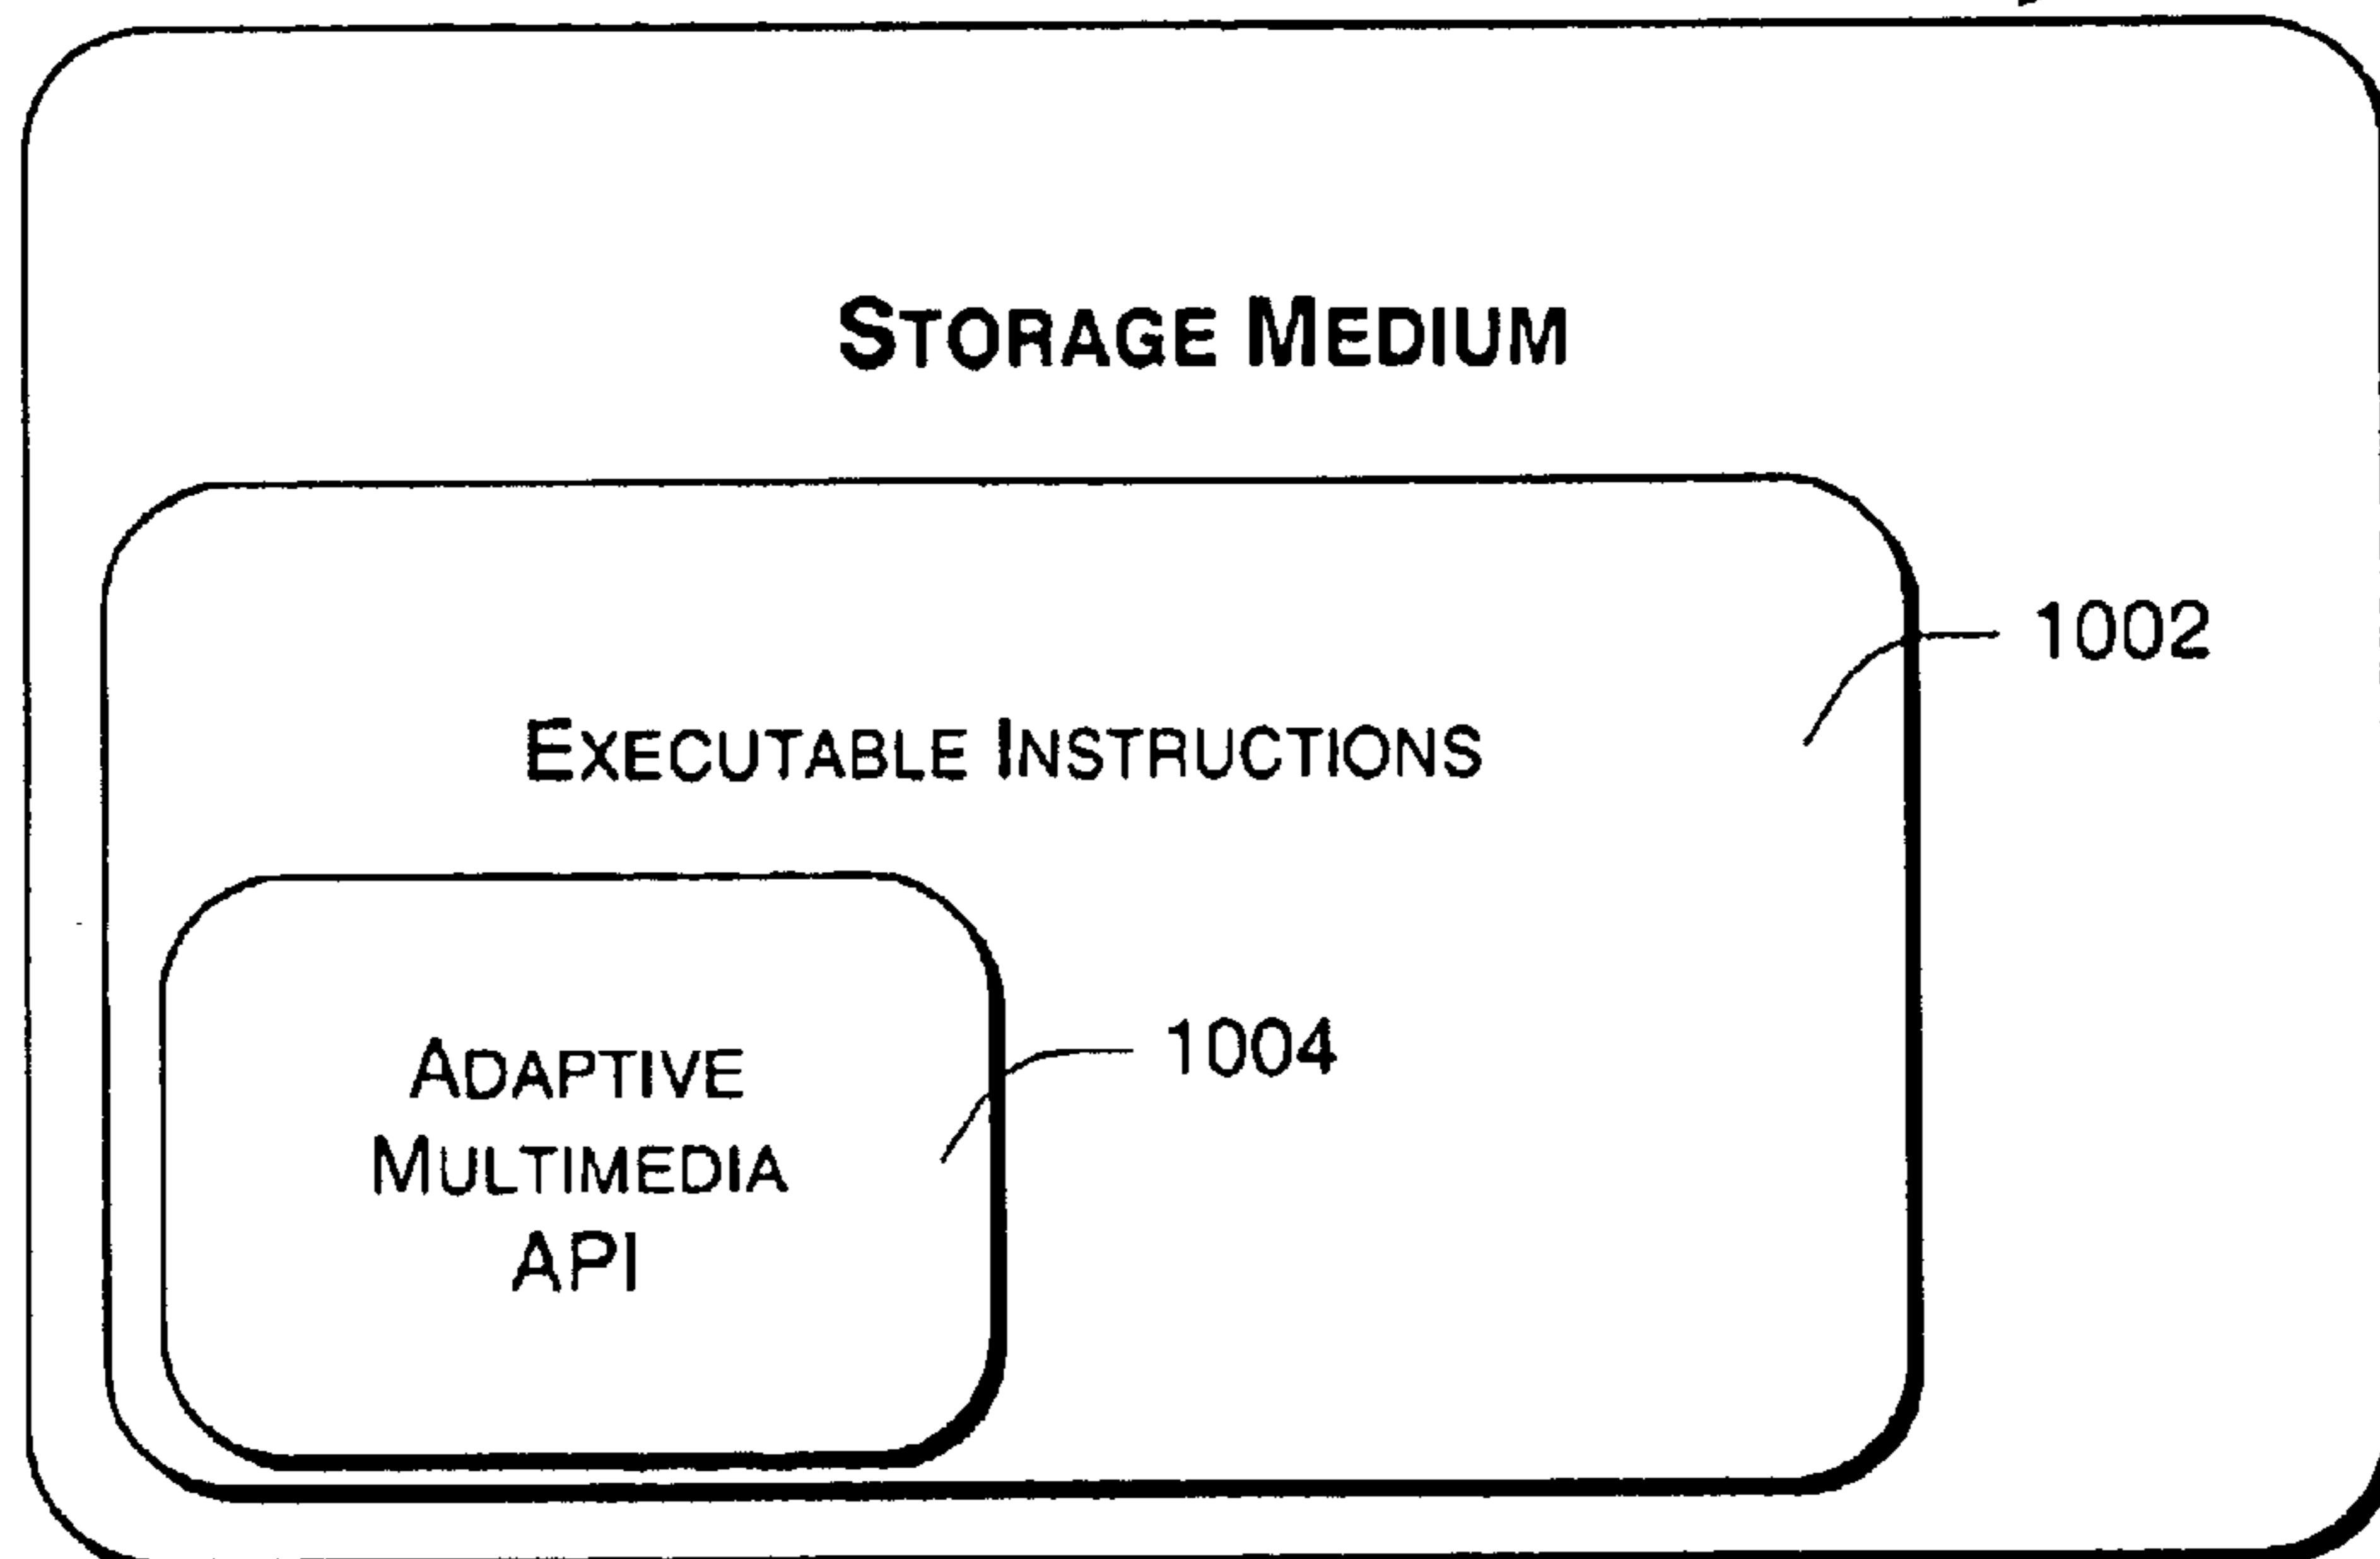 STORAGE MEDIUM
1002
EXECUTABLE INSTRUCTIONS
1004
ADAPTIVE
MULTIMEDIA
API